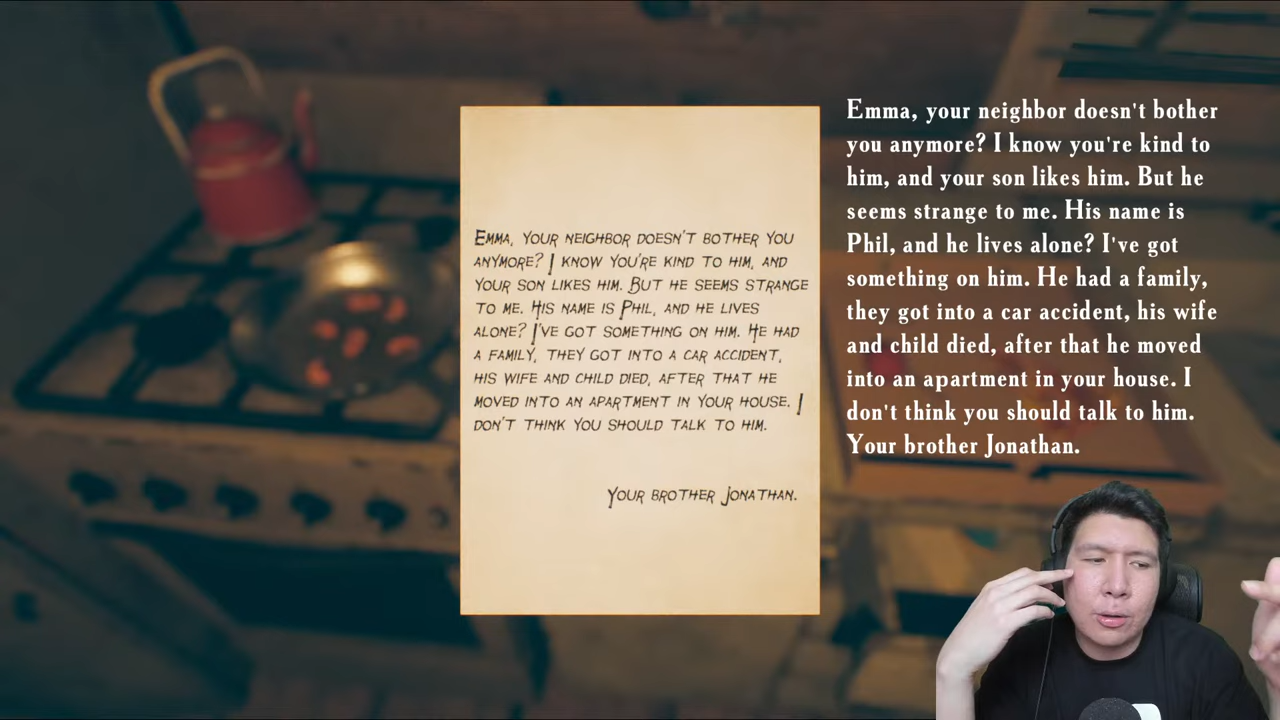 EMMA, YOUR NEIGHBOR DOESN'T BOTHER YOU
ANYMORE? I KNOW YOU'RE KIND TO HIM, AND
YOUR SON LIKES HIM. BUT HE SEEMS STRANGE
TO ME. HIS NAME IS PHIL, AND HE LIVES
ALONE? I'VE GOT SOMETHING ON HIM. HE HAD
A FAMILY, THEY GOT INTO A CAR ACCIDENT,
HIS WIFE AND CHILD DIED, AFTER THAT HE
MOVED INTO AN APARTMENT IN YOUR HOUSE. I
DON'T THINK YOU SHOULD TALK TO HIM.
YOUR BROTHER JONATHAN.
Emma, your neighbor doesn't bother
you anymore? I know you're kind to
him, and your son likes him. But he
seems strange to me. His name is
Phil, and he lives alone? I've got
something on him. He had a family,
they got into a car accident, his wife
and child died, after that he moved
into an apartment in your house. I
don't think you should talk to him.
Your brother Jonathan.